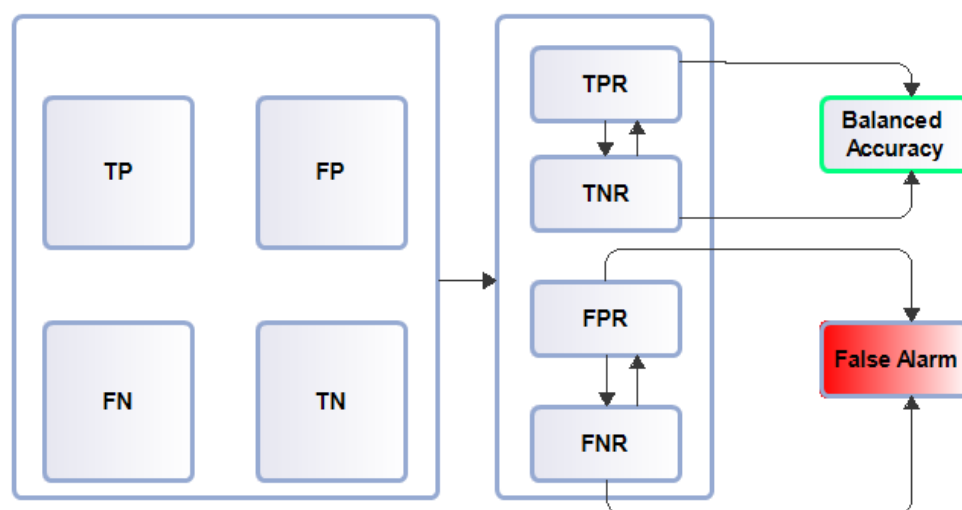 TP
FP
FN
TN
TPR
TNR
FPR
FNR
Balanced
Accuracy
False Alarm